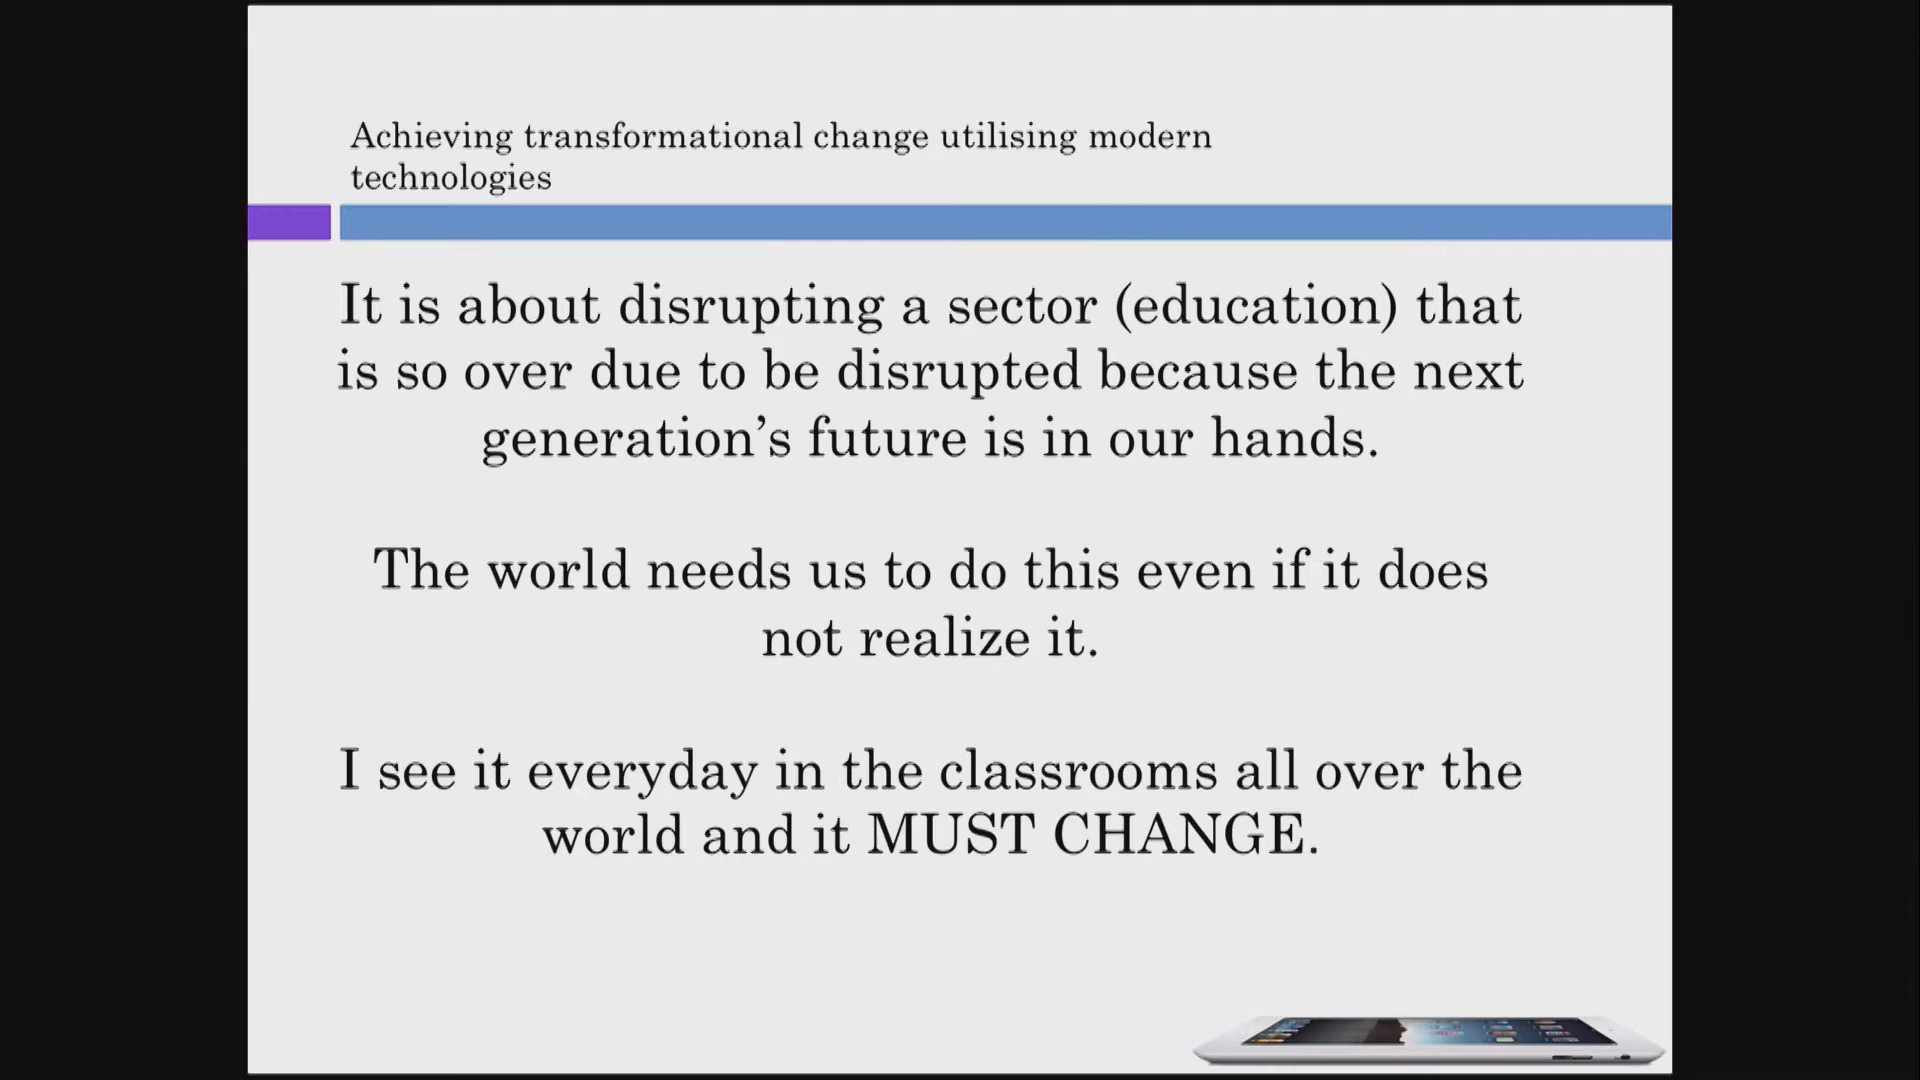 Achieving transformational change utilising modern
technologies
It is about disrupting a sector (education) that
is so over due to be disrupted because the next
generation’s future is in our hands.
The world needs us to do this even if it does
not realize it.
I see it everyday in the classrooms all over the
world and it MUST CHANGE.